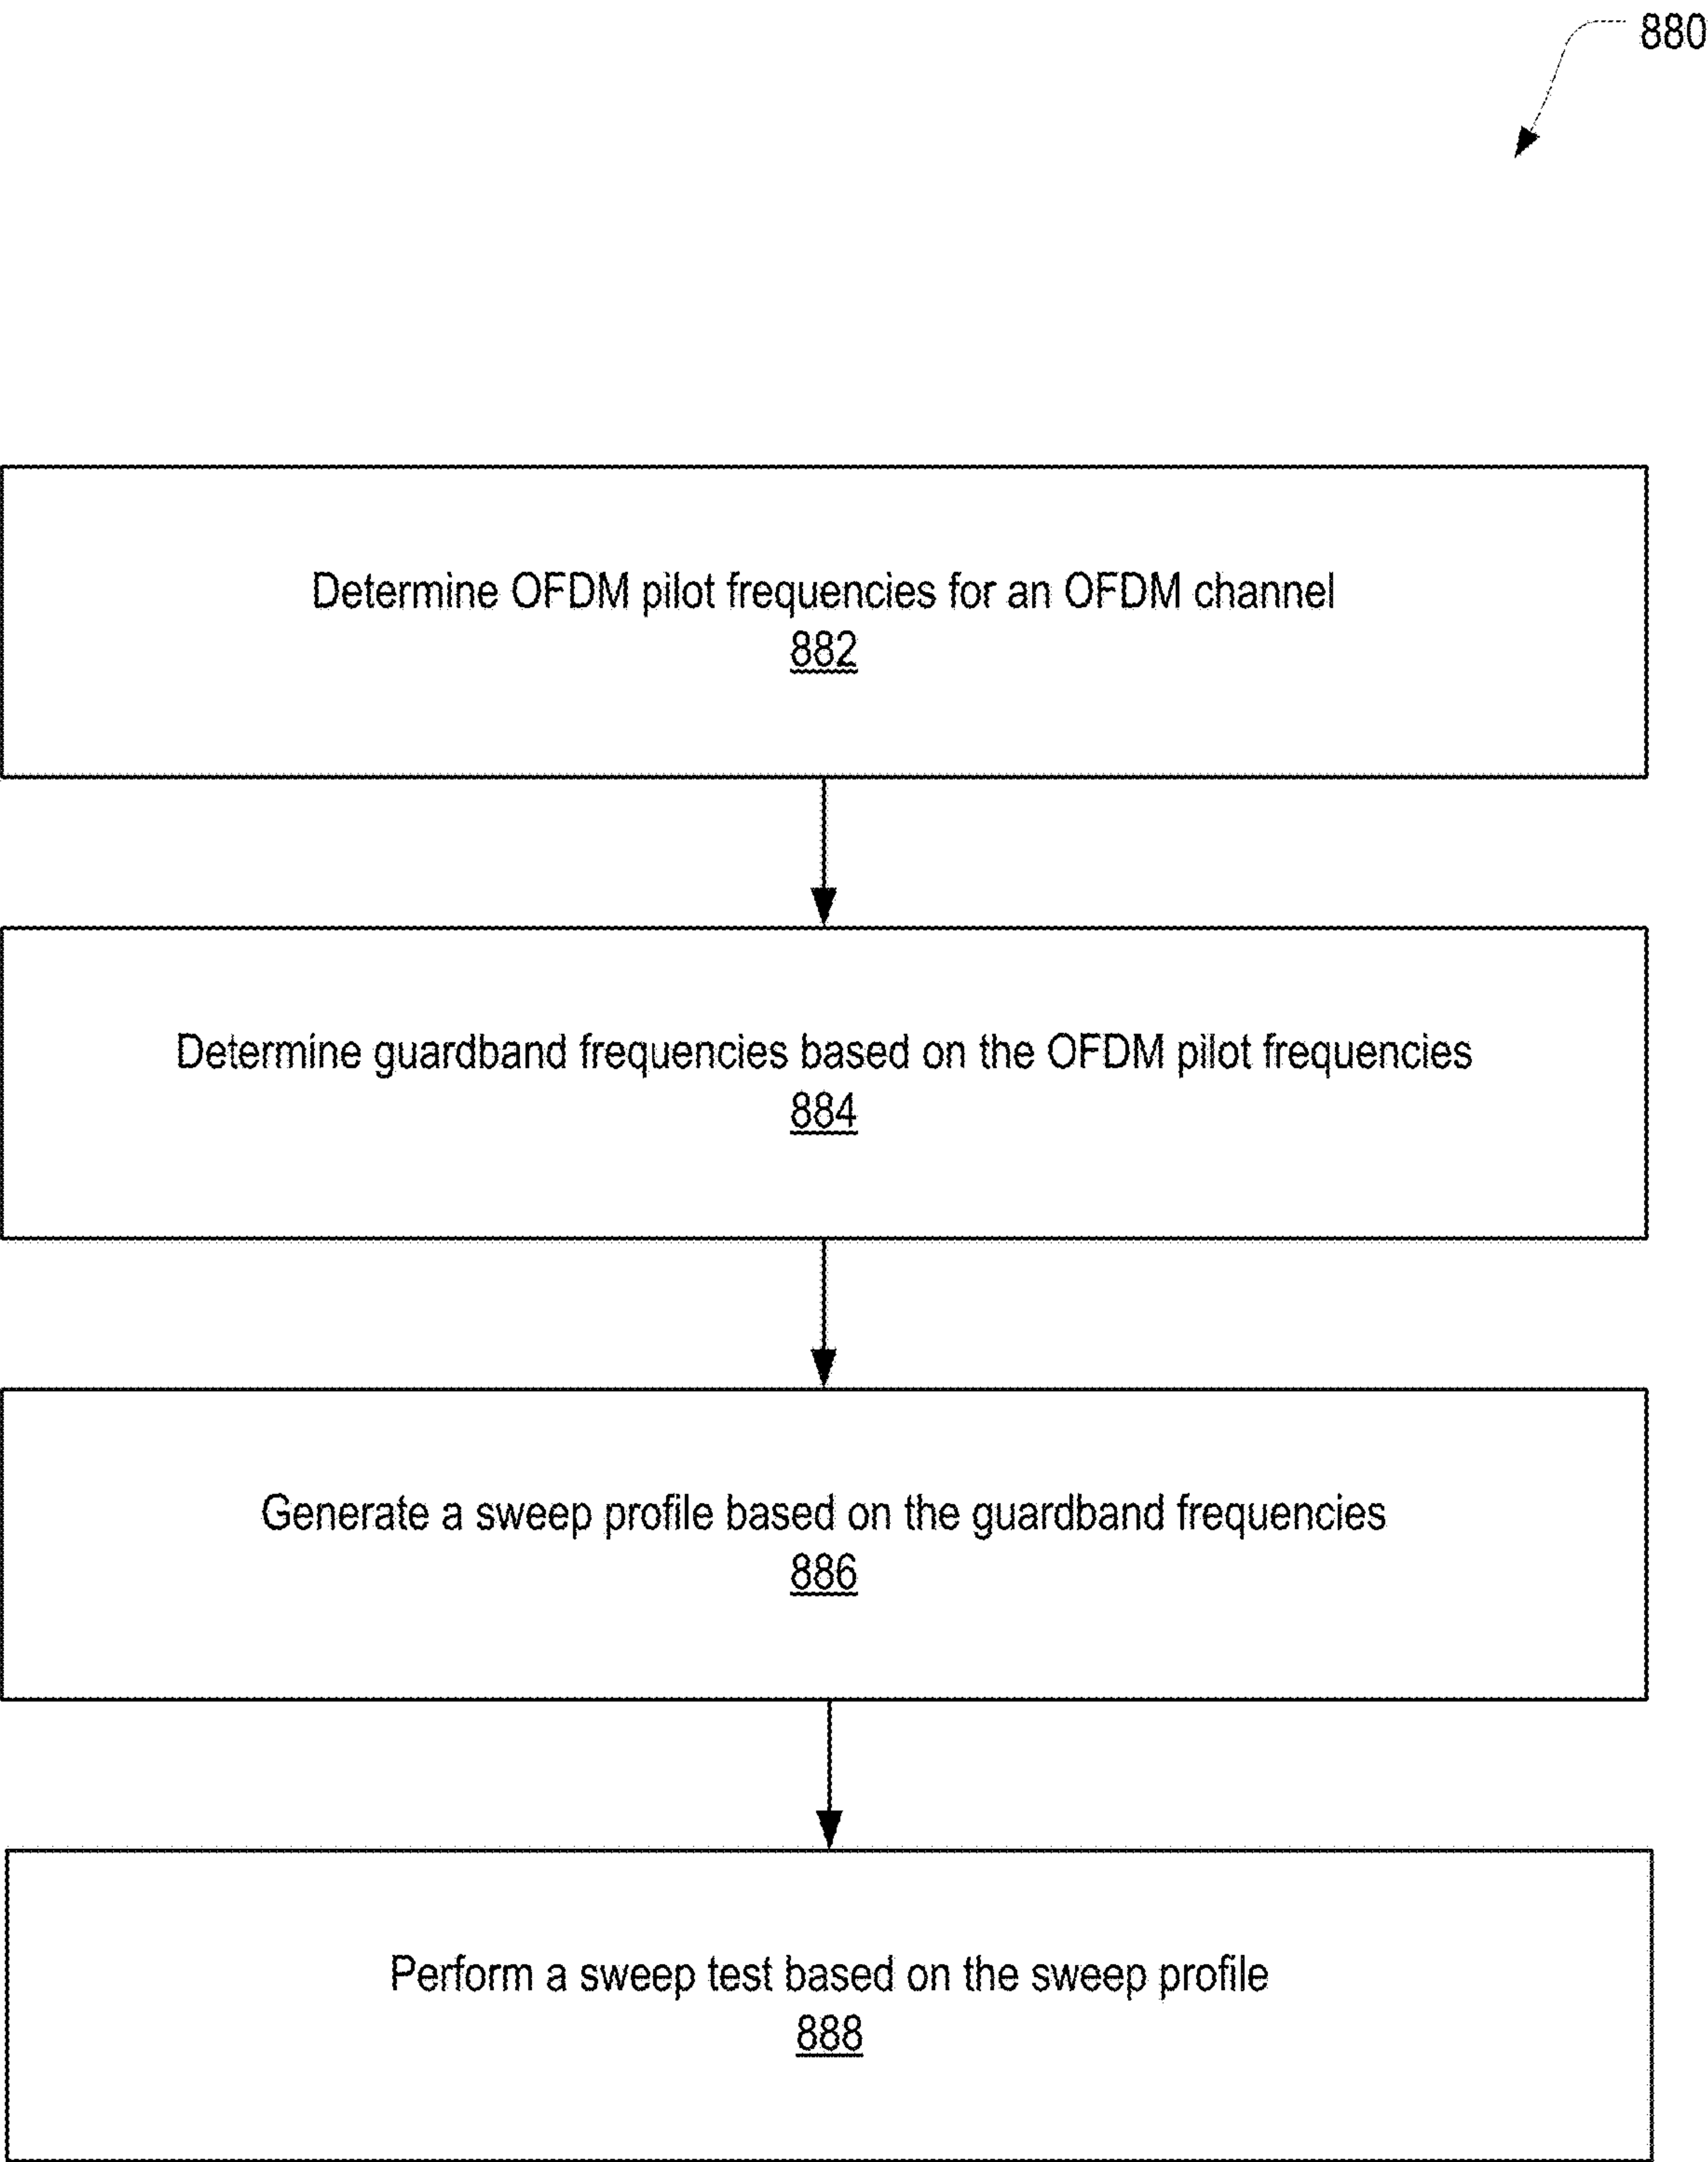 880
Determine OFDM pilot frequencies for an OFDM channel
882
Determine guardband frequencies based on the OFDM pilot frequencies
884
Generate a sweep profile based on the guardband frequencies
886
Perform a sweep test based on the sweep profile
888